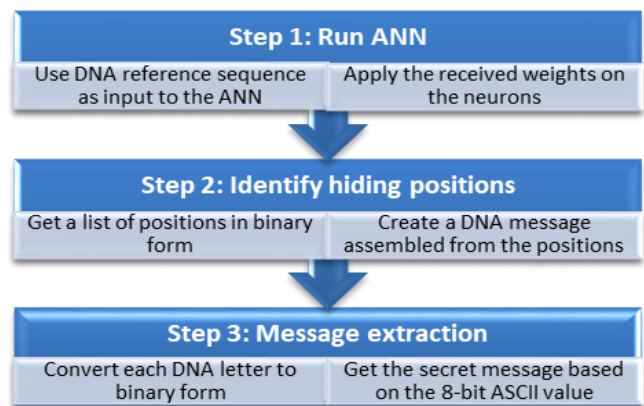 Step 1: Run ANN
Use DNA reference sequence
as input to the ANN
Apply the received weights on
the neurons
Step 2: Identify hiding positions
Get a list of positions in binary
form
Create a DNA message
assembled from the positions
Step 3: Message extraction
Convert each DNA letter to
binary form
Get the secret message based
on the 8-bit ASCII value